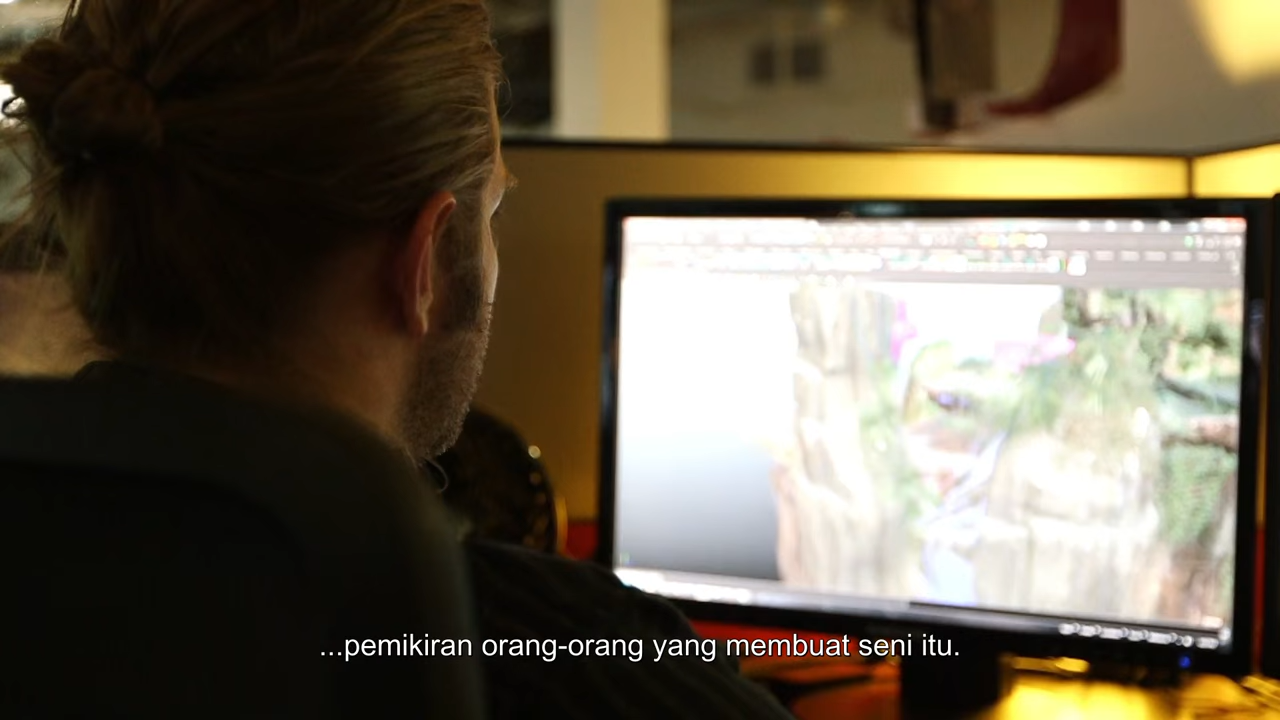 ...pemikiran orang-orang yang membuat seni itu.